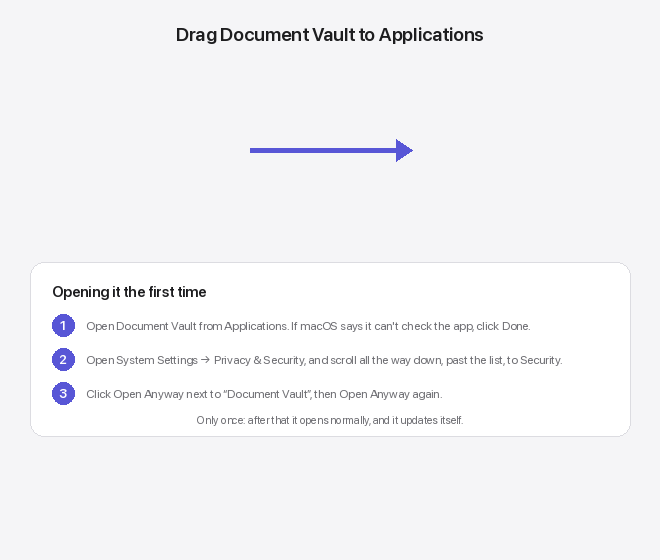 Drag Document Vault to Applications
Opening it the first time
1 Open Document Vault from Applications. If macOS says it can't check the app, click Done.
2 Open System Settings → Privacy & Security, and scroll all the way down, past the list, to Security.
3 Click Open Anyway next to “Document Vault”, then Open Anyway again.
Only once: after that it opens normally, and it updates itself.